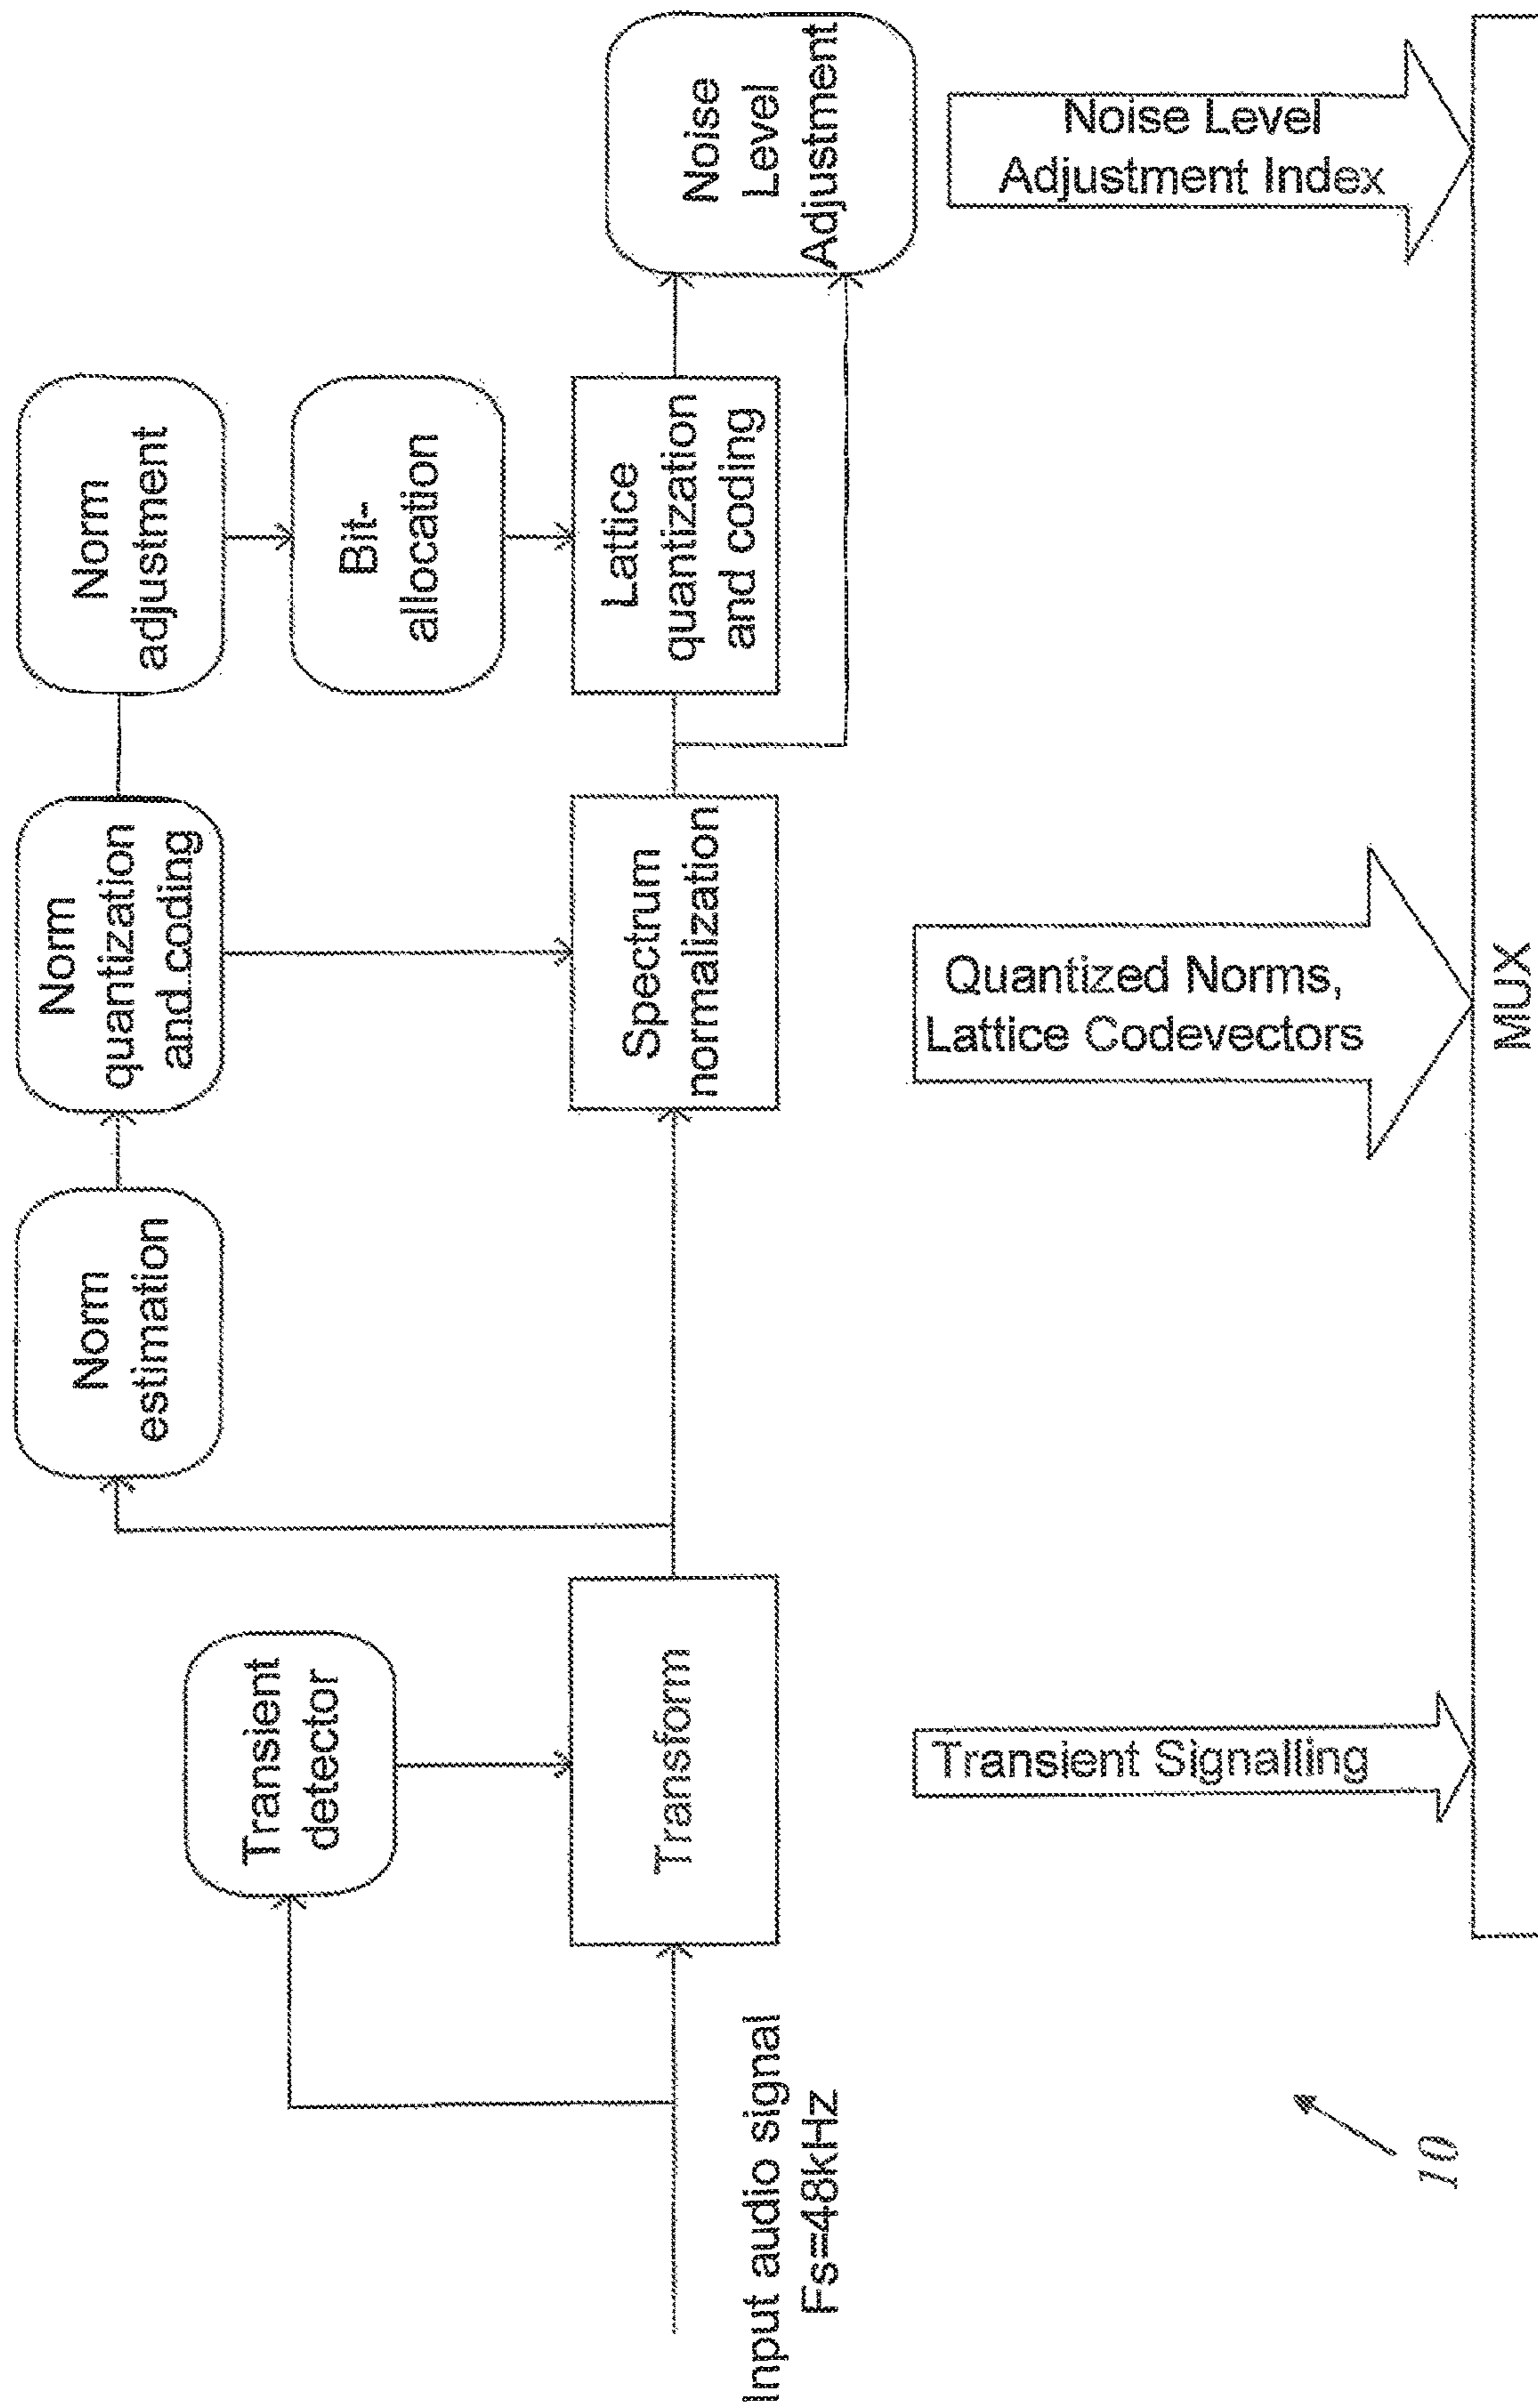 Input audio signal
Fs=48kHz
Transient
detector
Transform
Norm
estimation
Norm
quantization
and coding
Spectrum
normalization
Norm
adjustment
Bit-
allocation
Lattice
quantization
and coding
Noise
Level
Adjustment
Transient Signalling
Quantized Norms,
Lattice Codevectors
Noise Level
Adjustment Index
MUX
10